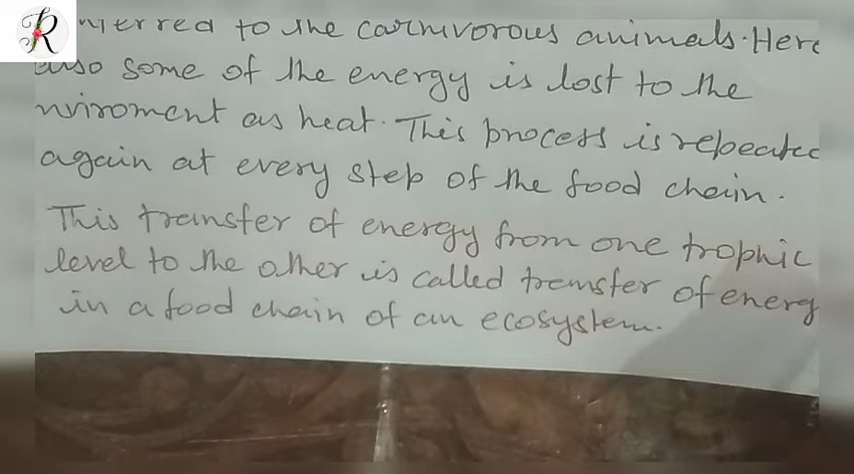 R
nferred to the carnivorous animals. Here
also some of the energy is lost to the
nviroment as heat. This process is repeated
again at every step of the food chain.
This transfer of energy from one trophic
level to the other is called transfer of energ
in a food chain of an ecosystem.